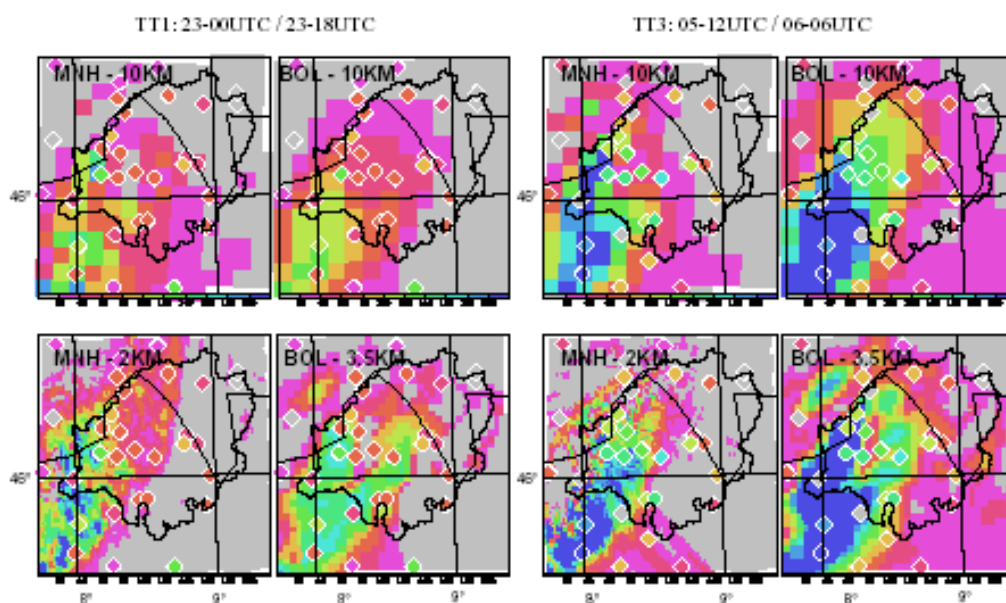 TT1: 23-00UTC / 23-18UTC
TT3: 05-12UTC / 06-06UTC
MNH - 10KM
BOL - 10KM
MNH - 10KM
BOL - 10KM
46°
46°
MNH - 2KM
BOL - 3.5KM
MNH - 2KM
BOL - 3.5KM
46°
46°
8°
9°
8°
9°